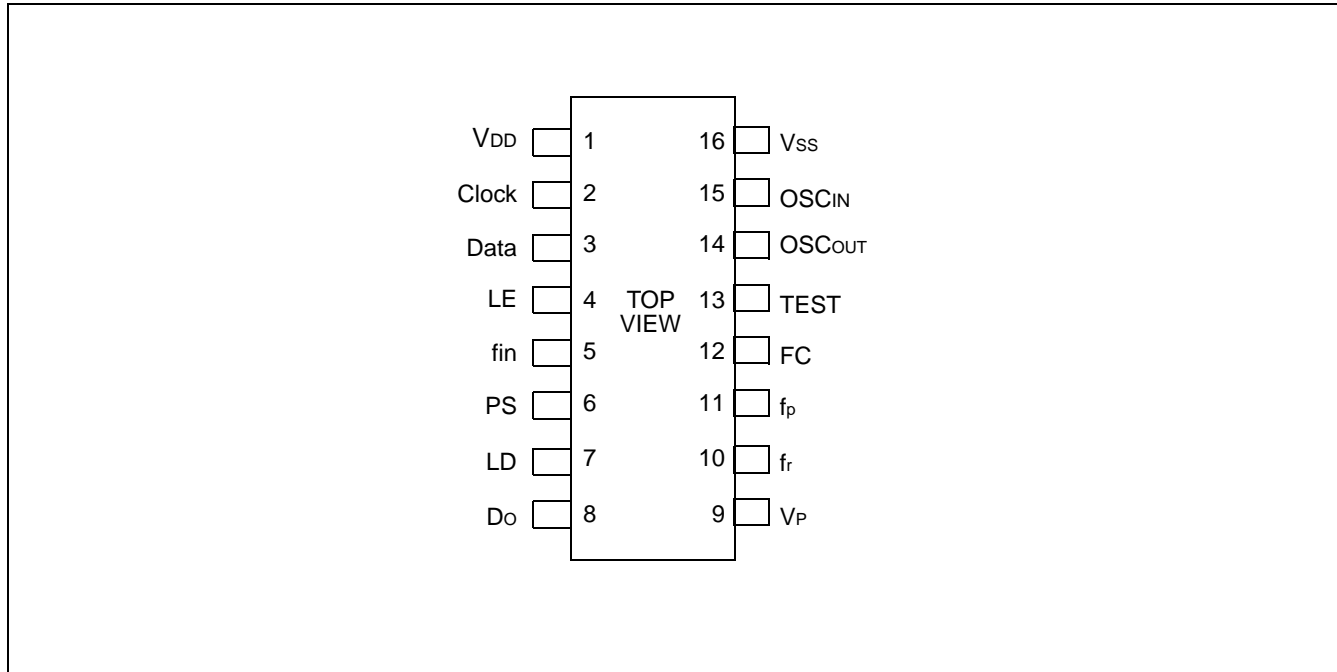 VDD 1 16 VSS
Clock 2 15 OSCIN
Data 3 14 OSCOUT
LE 4 TOP VIEW 13 TEST
fin 5 12 FC
PS 6 11 fp
LD 7 10 fr
DO 8 9 VP